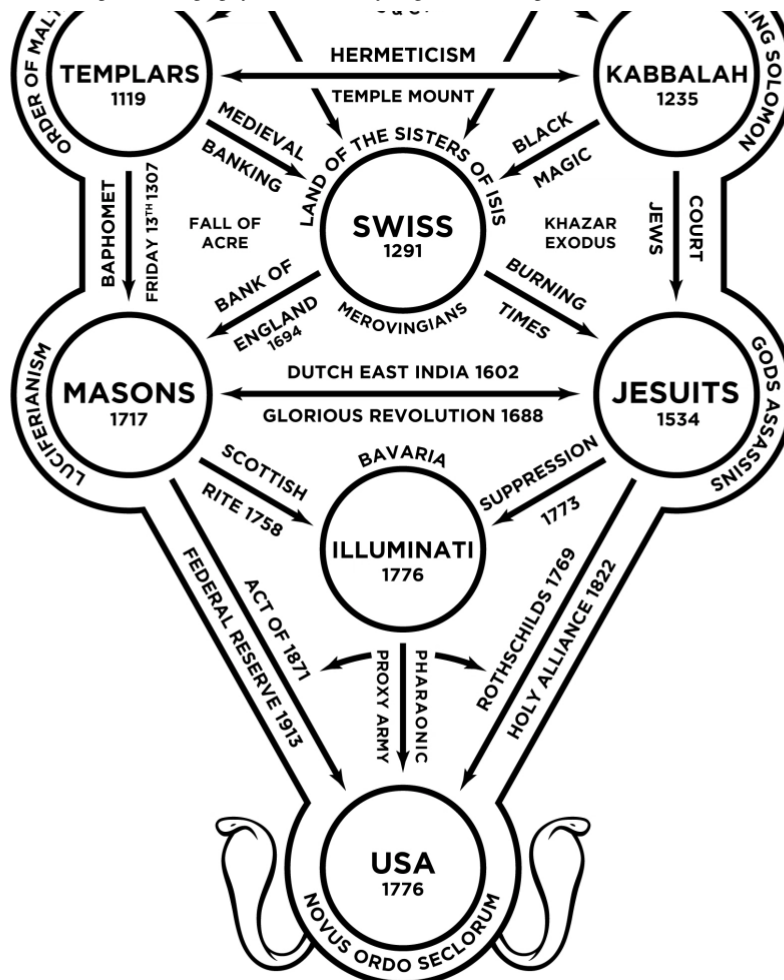 HERMETICISM
TEMPLARS
1119
KABBALAH
1235
TEMPLE MOUNT
ORDER OF
KING SOLOMON
MEDIEVAL
BANKING
BLACK
MAGIC
LAND OF THE SISTERS OF ISIS
SWISS
1291
MEROVINGIANS
BAPHOMET
FRIDAY 13TH 1307
FALL OF
ACRE
KHAZAR
EXODUS
JEWS
COURT
BANK OF
ENGLAND
1694
BURNING
TIMES
LUCIFERIANISM
MASONS
1717
DUTCH EAST INDIA 1602
GLORIOUS REVOLUTION 1688
JESUITS
1534
GODS ASSASSINS
SCOTTISH
RITE 1758
BAVARIA
ILLUMINATI
1776
SUPPRESSION
1773
FEDERAL RESERVE 1913
ACT OF 1871
PROXY ARMY
PHARAONIC
ROTHSCHILDS 1769
HOLY ALLIANCE 1822
USA
1776
NOVUS ORDO SECLORUM